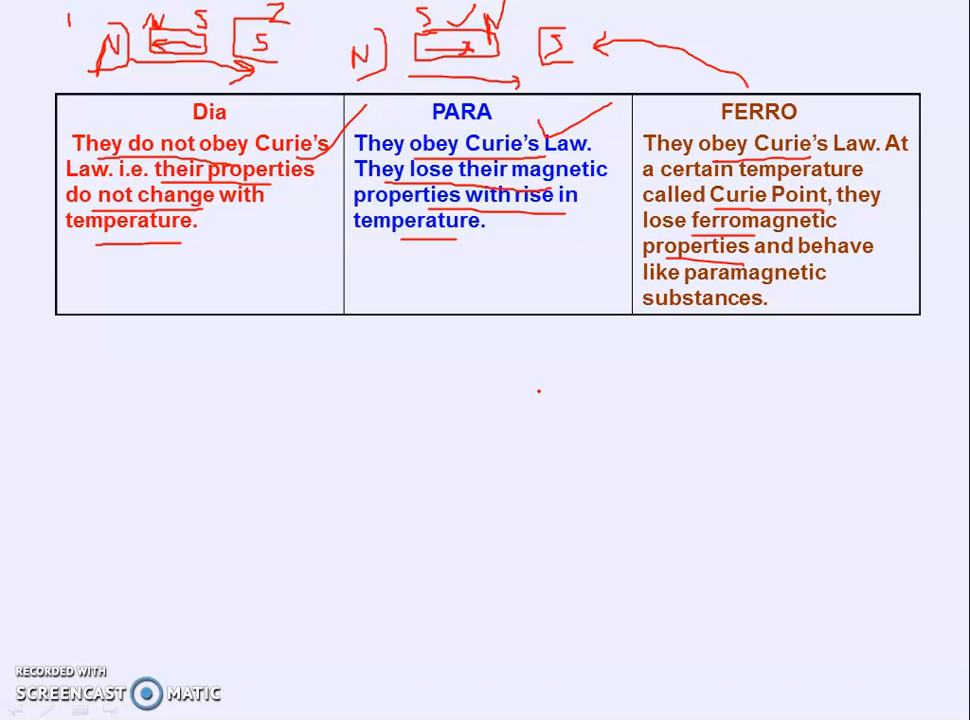 N S
N S
S N
N S
Dia
They do not obey Curie's
Law. i.e. their properties
do not change with
temperature.
PARA
They obey Curie's Law.
They lose their magnetic
properties with rise in
temperature.
FERRO
They obey Curie's Law. At
a certain temperature
called Curie Point, they
lose ferromagnetic
properties and behave
like paramagnetic
substances.
RECORDED WITH
SCREENCAST MATIC